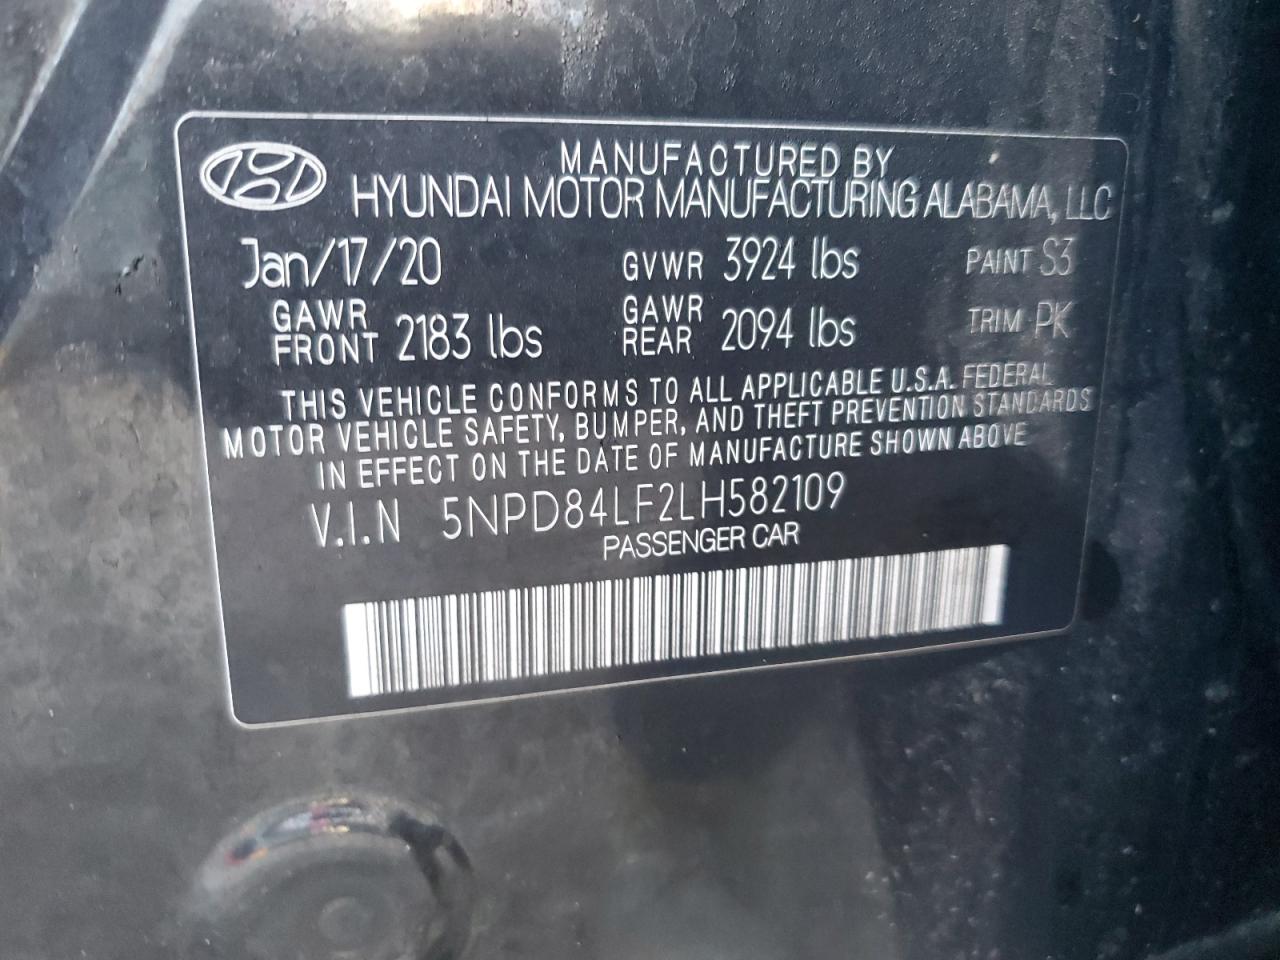 MANUFACTURED BY
HYUNDAI MOTOR MANUFACTURING ALABAMA, LLC
Jan/17/20 GVWR 3924 lbs PAINT S3
GAWR FRONT 2183 lbs GAWR REAR 2094 lbs TRIM PK
THIS VEHICLE CONFORMS TO ALL APPLICABLE U.S.A. FEDERAL
MOTOR VEHICLE SAFETY, BUMPER, AND THEFT PREVENTION STANDARDS
IN EFFECT ON THE DATE OF MANUFACTURE SHOWN ABOVE
V.I.N 5NPD84LF2LH582109
PASSENGER CAR